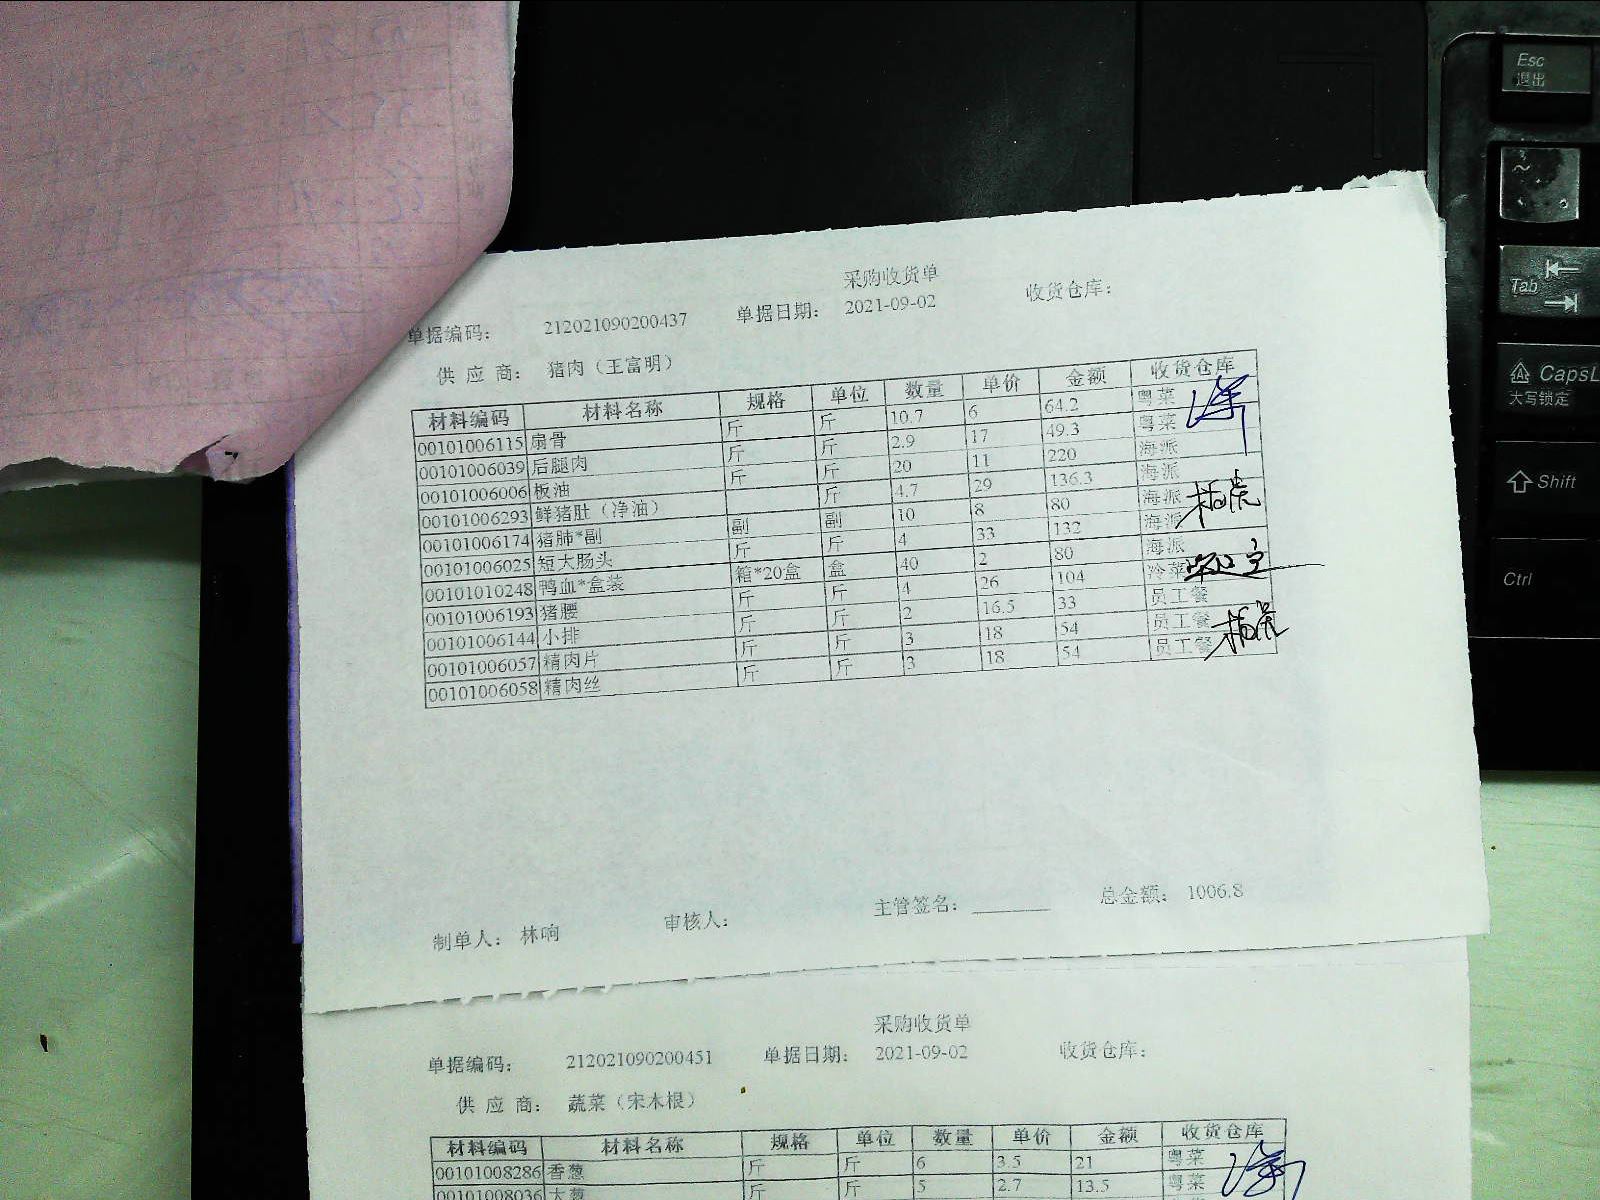 采购收货单
单据编码： 212021090200437 单据日期： 2021-09-02 收货仓库：
供 应 商： 猪肉（王富明）
材料编码 材料名称 规格 单位 数量 单价 金额 收货仓库
00101006115 扇骨 斤 斤 10.7 6 64.2 粤菜
00101006039 后腿肉 斤 斤 2.9 17 49.3 粤菜
00101006006 板油 斤 斤 20 11 220 海派
00101006293 鲜猪肚（净油） 斤 4.7 29 136.3 海派
00101006174 猪肺*副 副 副 10 8 80 海派
00101006025 短大肠头 斤 斤 4 33 132 海派
00101010248 鸭血*盒装 箱*20盒 盒 40 2 80 海派
00101006193 猪腰 斤 斤 4 26 104 冷菜
00101006144 小排 斤 斤 2 16.5 33 员工餐
00101006057 精肉片 斤 斤 3 18 54 员工餐
00101006058 精肉丝 斤 斤 3 18 54 员工餐
制单人： 林响 审核人： 主管签名： 总金额： 1006.8
采购收货单
单据编码： 212021090200451 单据日期： 2021-09-02 收货仓库：
供 应 商： 蔬菜（宋木根）
材料编码 材料名称 规格 单位 数量 单价 金额 收货仓库
00101008286 香葱 斤 斤 6 3.5 21 粤菜
00101008036 大葱 斤 斤 5 2.7 13.5 粤菜
Esc
退出
~
Tab
CapsL
大写锁定
Shift
Ctrl